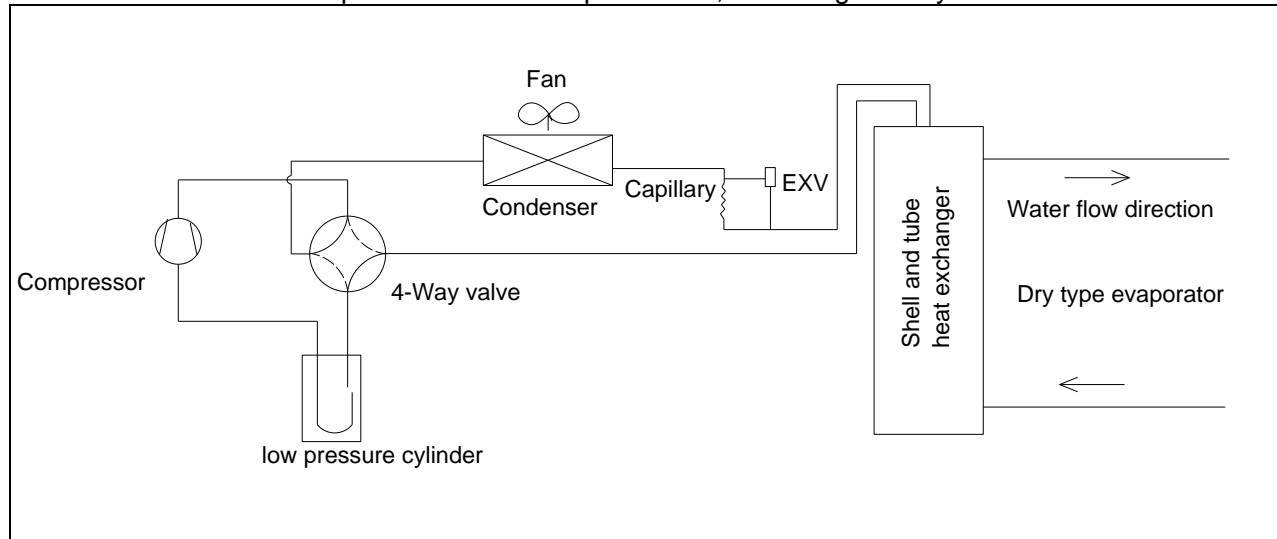 Fan
Capillary
EXV
Condenser
Compressor
4-Way valve
low pressure cylinder
Shell and tube
heat exchanger
Water flow direction
Dry type evaporator